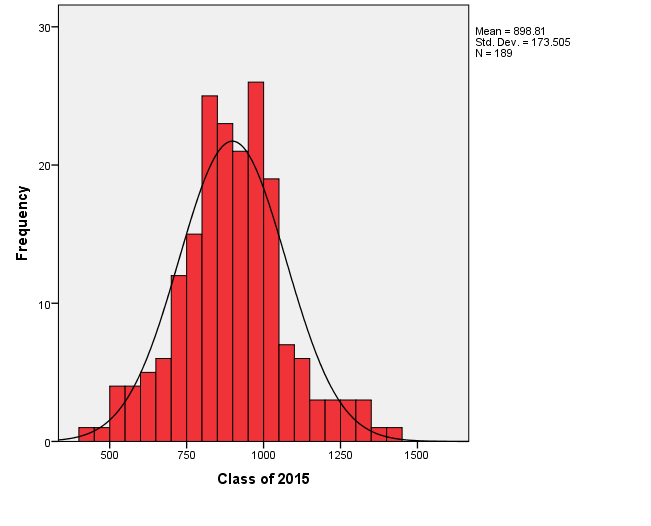 Mean = 898.81
Std. Dev. = 173.505
N = 189
Frequency
30
20
10
0
500 750 1000 1250 1500
Class of 2015